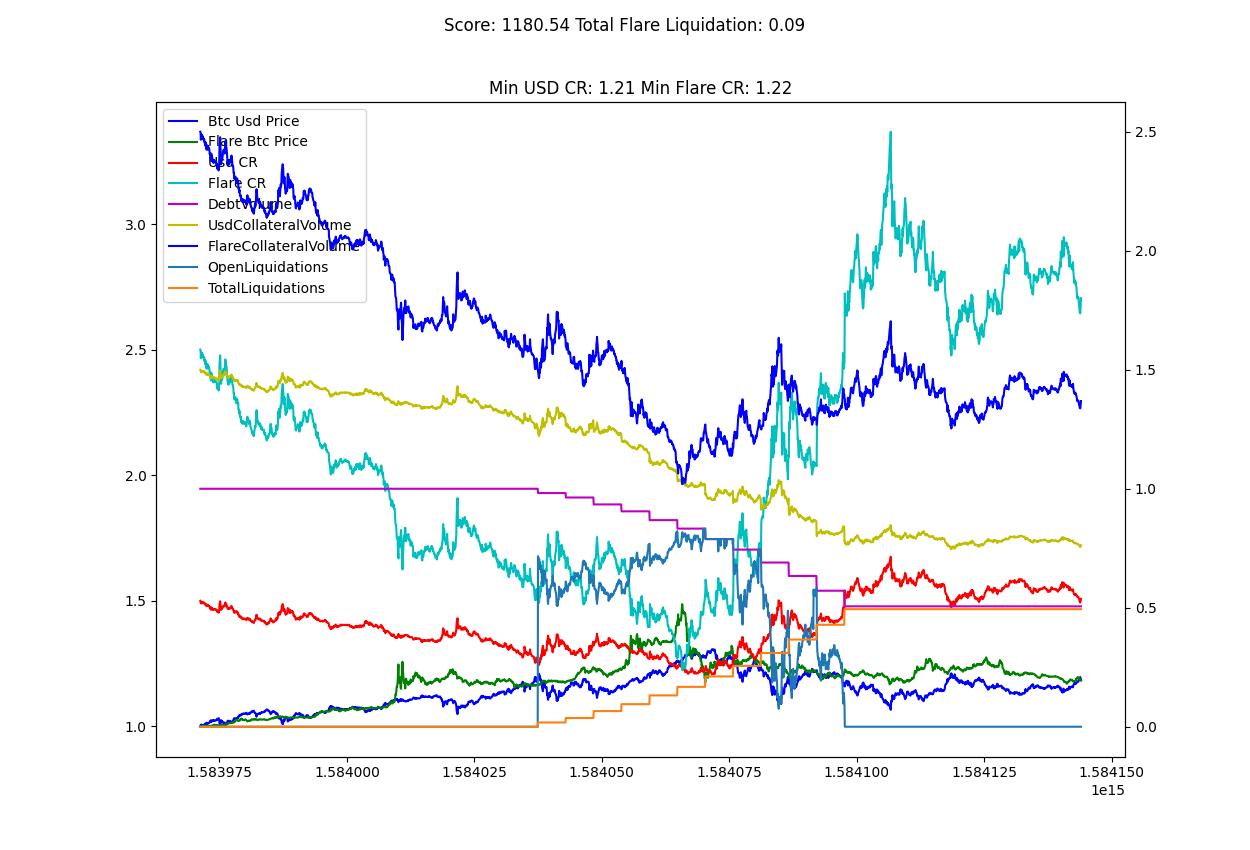 Score: 1180.54 Total Flare Liquidation: 0.09
Min USD CR: 1.21 Min Flare CR: 1.22
Btc Usd Price
Flare Btc Price
Usd CR
Flare CR
DebtVolume
UsdCollateralVolume
FlareCollateralVolume
OpenLiquidations
TotalLiquidations
3.0
2.5
2.0
1.5
1.0
2.5
2.0
1.5
1.0
0.5
0.0
1.583975 1.584000 1.584025 1.584050 1.584075 1.584100 1.584125 1.584150
1e15